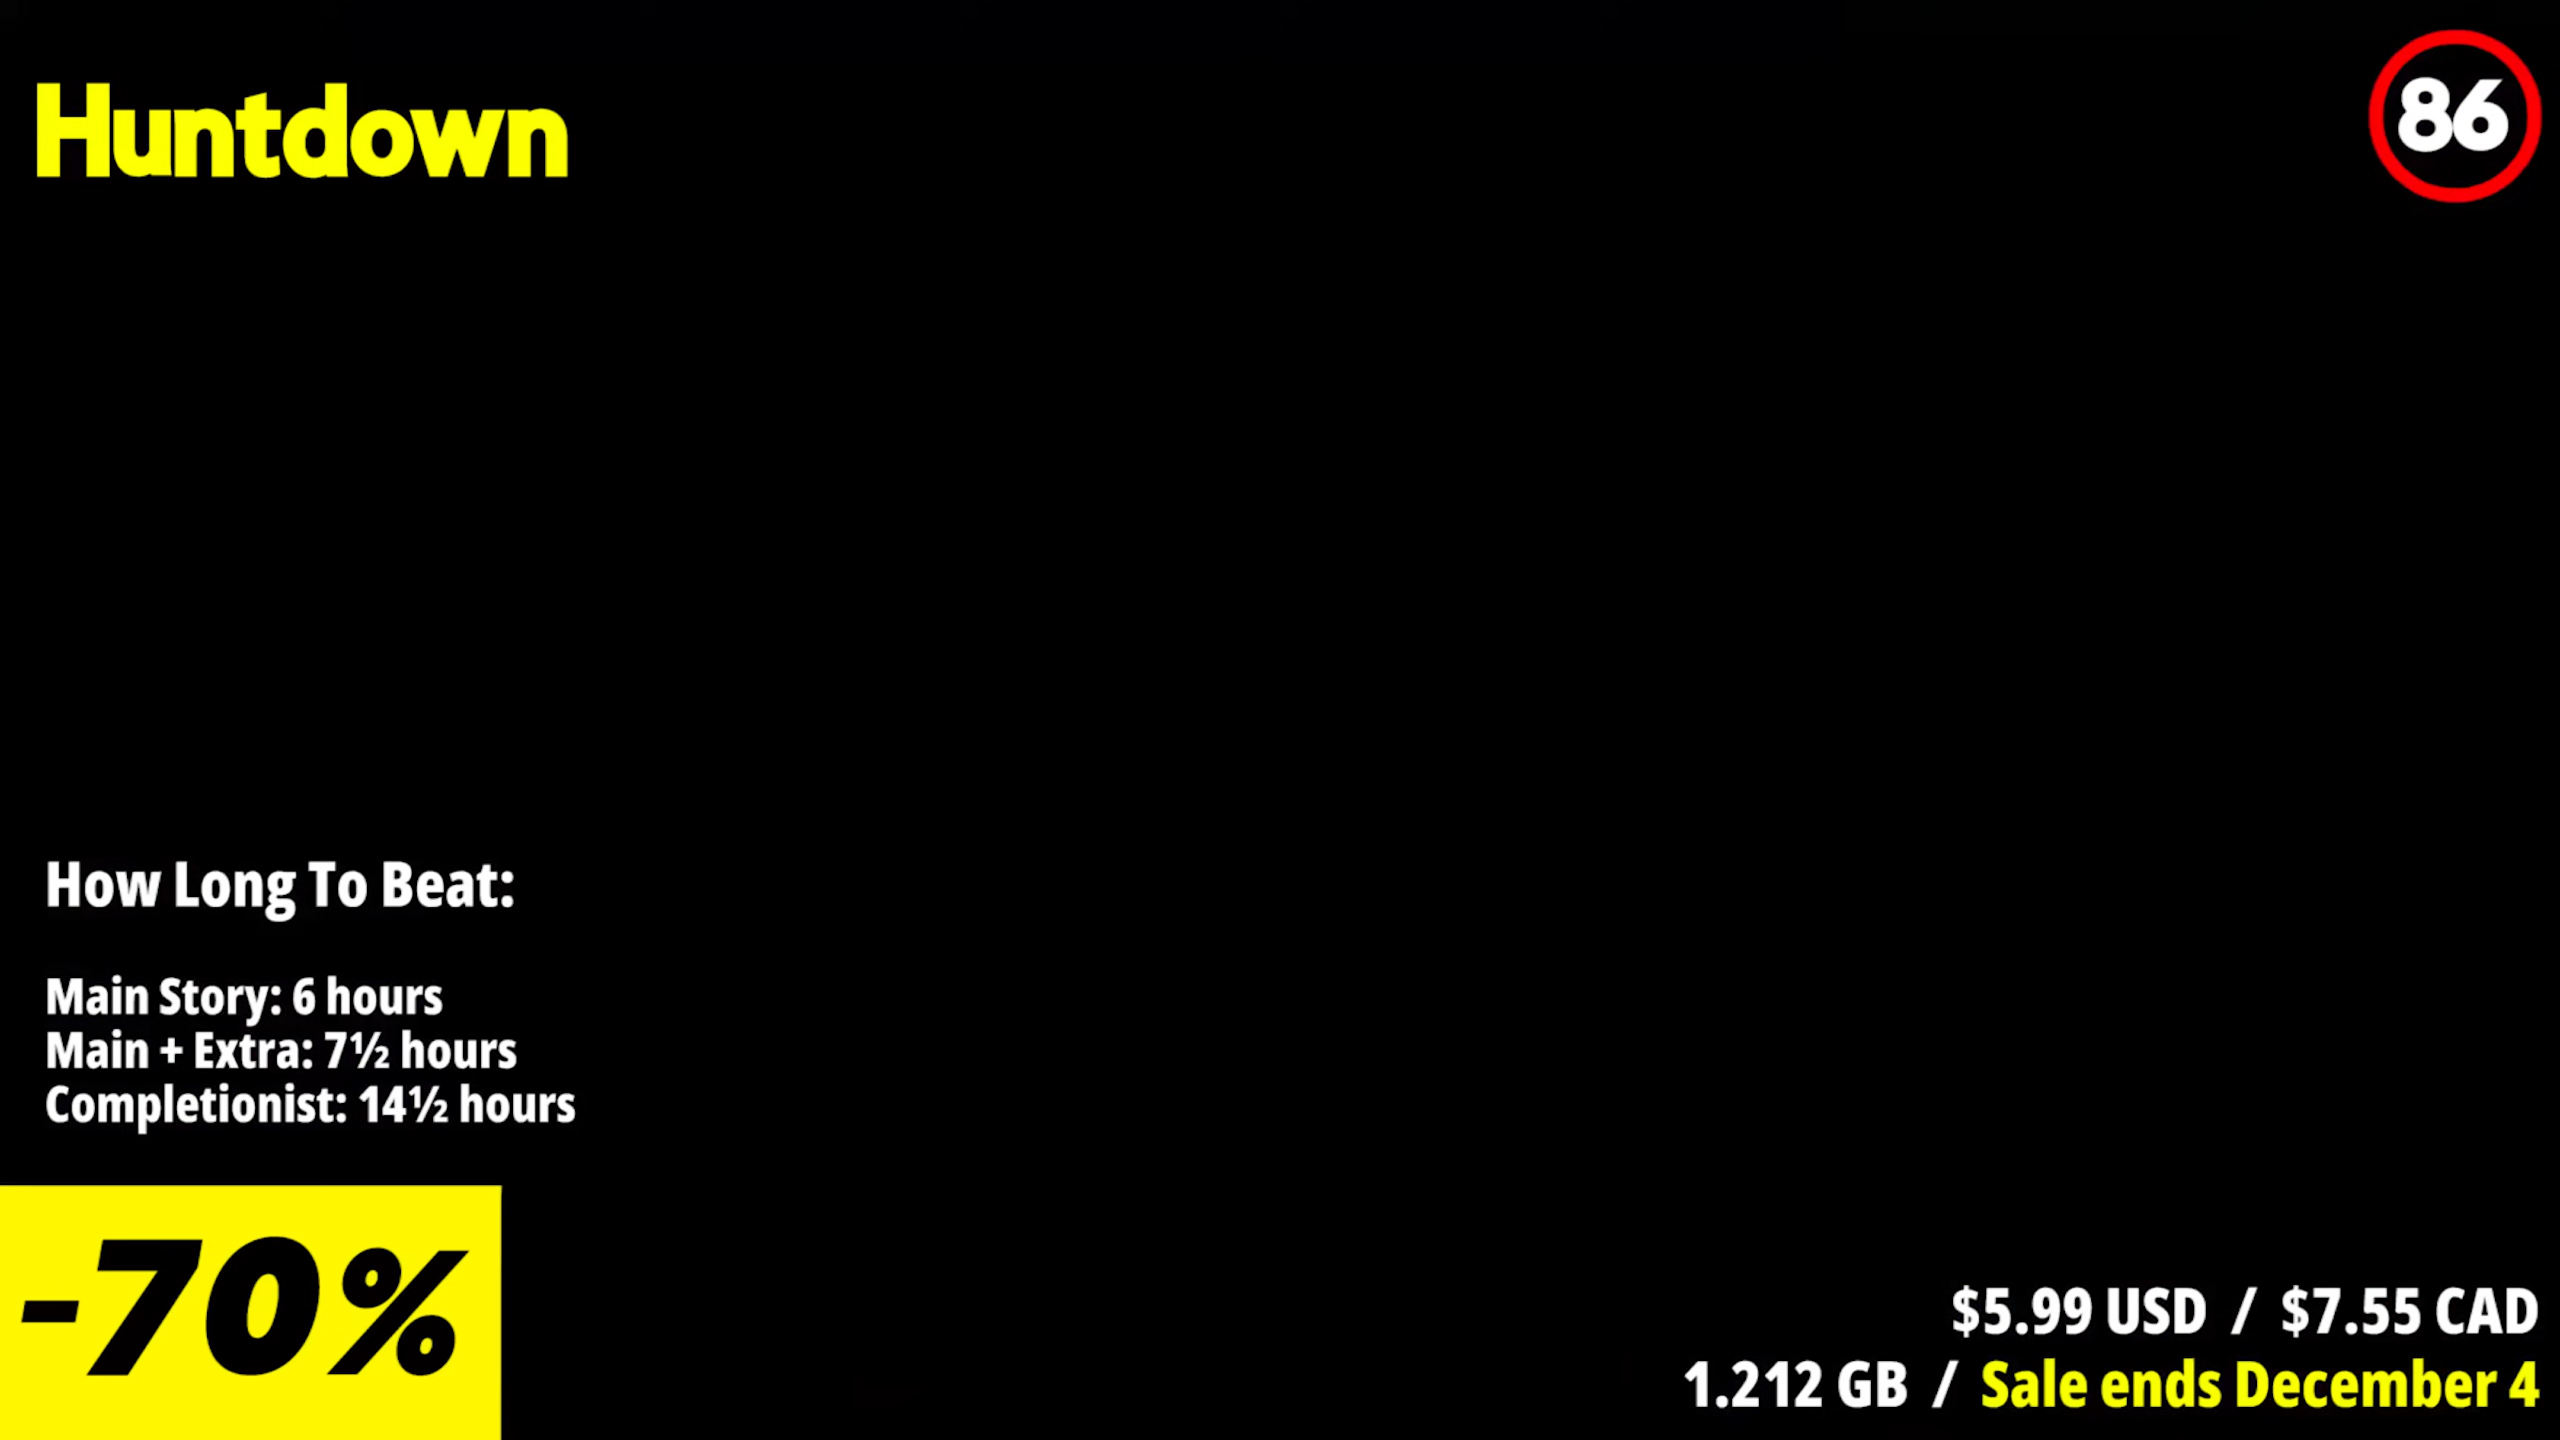 Huntdown
86
How Long To Beat:
Main Story: 6 hours
Main + Extra: 7½ hours
Completionist: 14½ hours
-70%
$5.99 USD / $7.55 CAD
1.212 GB / Sale ends December 4